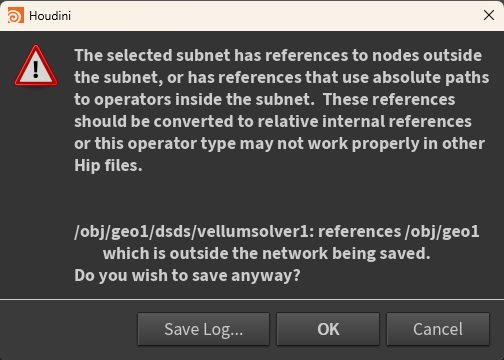 Houdini
The selected subnet has references to nodes outside
the subnet, or has references that use absolute paths
to operators inside the subnet.  These references
should be converted to relative internal references
or this operator type may not work properly in other
Hip files.
/obj/geo1/dsds/vellumsolver1: references /obj/geo1
which is outside the network being saved.
Do you wish to save anyway?
Save Log... OK Cancel